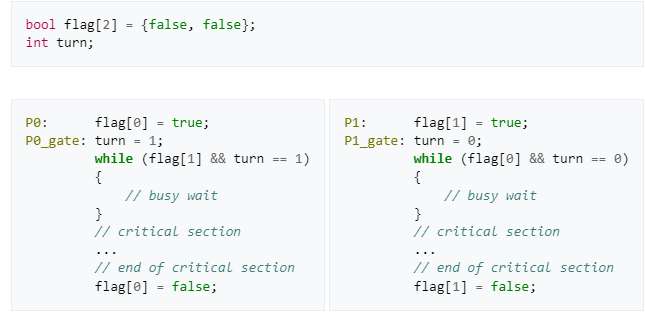 bool flag[2] = {false, false};
int turn;
P0:      flag[0] = true;
P0_gate: turn = 1;
         while (flag[1] && turn == 1)
         {
             // busy wait
         }
         // critical section
         ...
         // end of critical section
         flag[0] = false;
P1:      flag[1] = true;
P1_gate: turn = 0;
         while (flag[0] && turn == 0)
         {
             // busy wait
         }
         // critical section
         ...
         // end of critical section
         flag[1] = false;